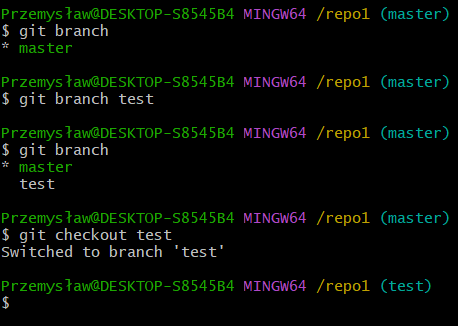 Przemysław@DESKTOP-S8545B4 MINGW64 /repo1 (master)
$ git branch
* master
Przemysław@DESKTOP-S8545B4 MINGW64 /repo1 (master)
$ git branch test
Przemysław@DESKTOP-S8545B4 MINGW64 /repo1 (master)
$ git branch
* master
test
Przemysław@DESKTOP-S8545B4 MINGW64 /repo1 (master)
$ git checkout test
Switched to branch 'test'
Przemysław@DESKTOP-S8545B4 MINGW64 /repo1 (test)
$